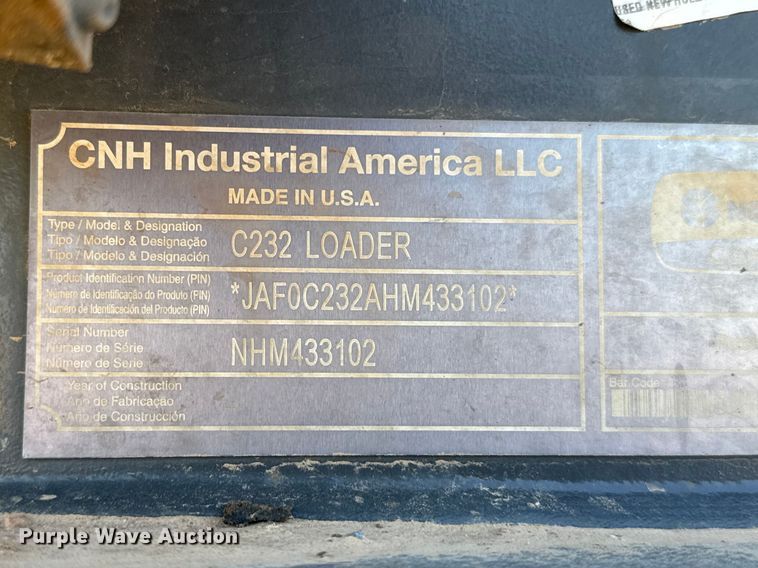 CNH Industrial America LLC
MADE IN U.S.A.
Type / Model & Designation
Tipo / Modelo & Designação
Tipo / Modelo & Designación
C232 LOADER
Product Identification Number (PIN)
Número de Identificação do Produto (PIN)
Número de Identificación del Producto (PIN)
*JAF0C232AHM433102*
Serial Number
Número de Série
Número de Serie
NHM433102
Year of Construction
Ano de Fabricação
Año de Construcción
Bar Code
Purple Wave Auction